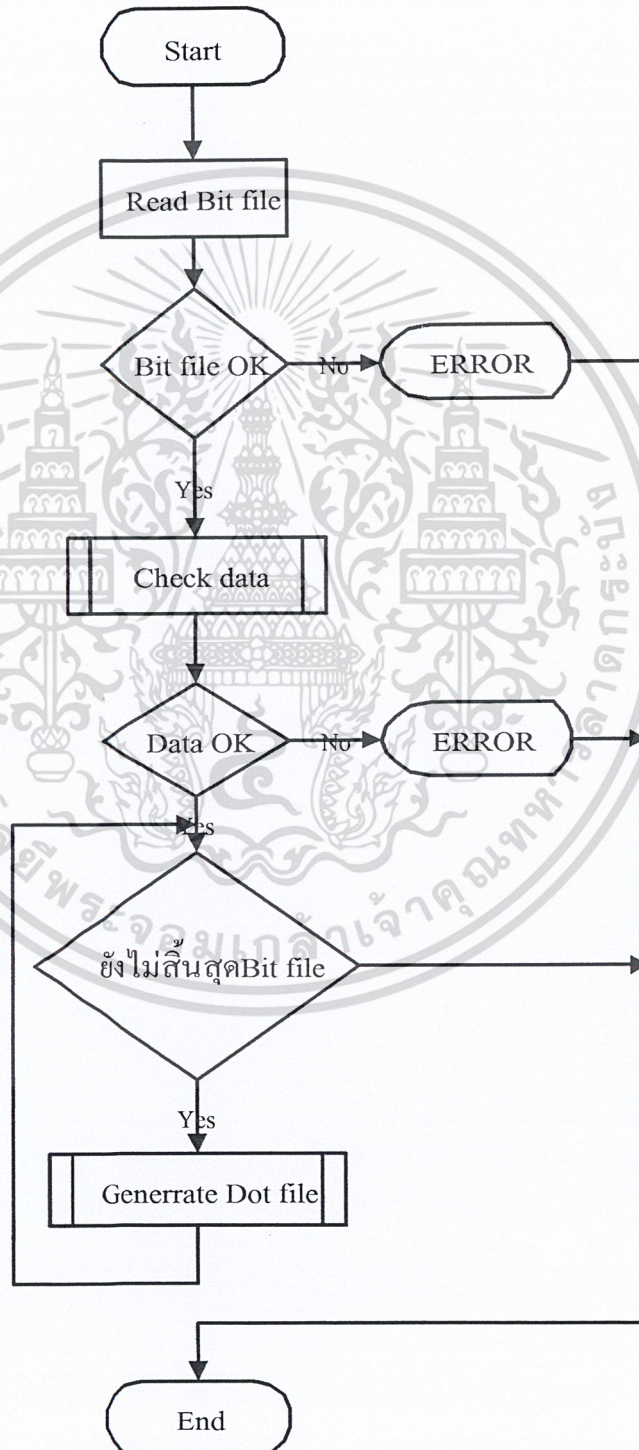 Start
Read Bit file
Bit file OK
No
ERROR
Yes
Check data
Data OK
No
ERROR
Yes
ยังไม่สิ้นสุดBit file
Yes
Generrate Dot file
End